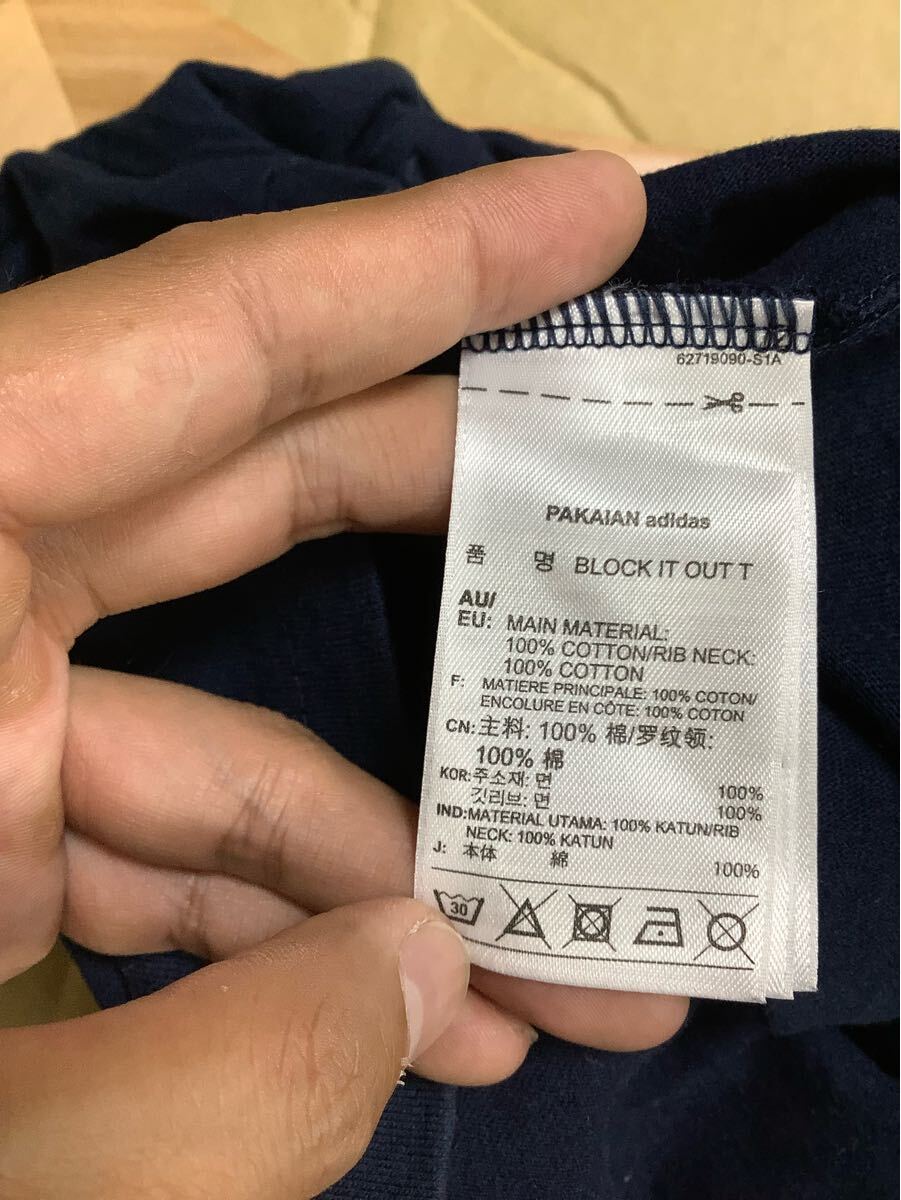 62719090-S1A
PAKAIAN adidas
품 명 BLOCK IT OUT T
AU/
EU: MAIN MATERIAL:
100% COTTON/RIB NECK:
100% COTTON
F: MATIERE PRINCIPALE: 100% COTON/
ENCOLURE EN CÔTE: 100% COTON
CN: 主料: 100% 棉/罗纹领:
100% 棉
KOR: 주소재: 면 100%
깃리브: 면 100%
IND: MATERIAL UTAMA: 100% KATUN/RIB
NECK: 100% KATUN
J: 本体 綿 100%
30